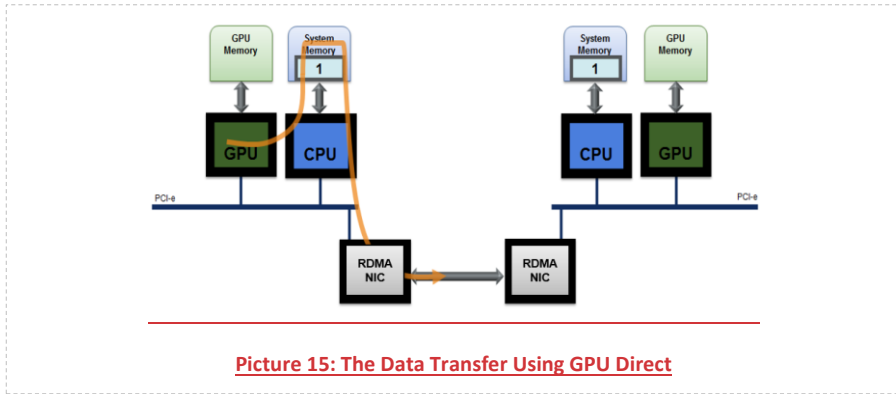 GPU
Memory
System
Memory
1
System
Memory
1
GPU
Memory
GPU
CPU
CPU
GPU
PCI-e
PCI-e
RDMA
NIC
RDMA
NIC
Picture 15: The Data Transfer Using GPU Direct